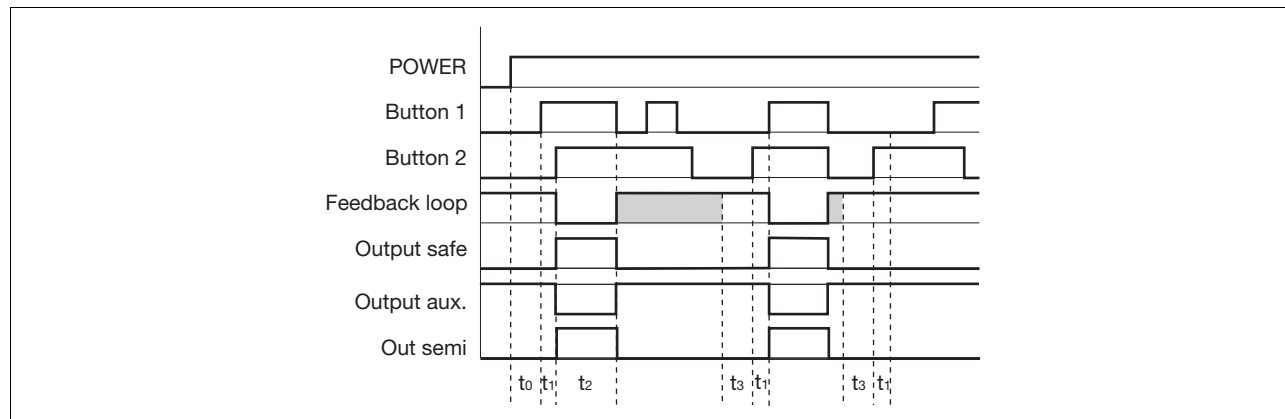 POWER
Button 1
Button 2
Feedback loop
Output safe
Output aux.
Out semi
t0 t1 t2 t3 t1 t3 t1